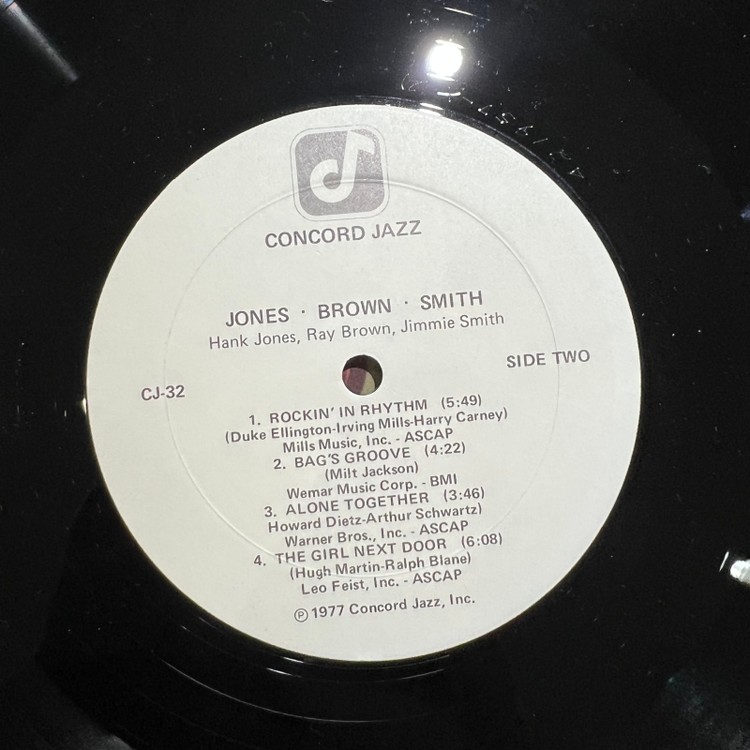 CONCORD JAZZ
JONES · BROWN · SMITH
Hank Jones, Ray Brown, Jimmie Smith
SIDE TWO
CJ-32
1. ROCKIN' IN RHYTHM (5:49)
(Duke Ellington-Irving Mills-Harry Carney)
Mills Music, Inc. - ASCAP
2. BAG'S GROOVE (4:22)
(Milt Jackson)
Wemar Music Corp. - BMI
3. ALONE TOGETHER (3:46)
Howard Dietz-Arthur Schwartz)
Warner Bros., Inc. - ASCAP
4. THE GIRL NEXT DOOR (6:08)
(Hugh Martin-Ralph Blane)
Leo Feist, Inc. - ASCAP
℗ 1977 Concord Jazz, Inc.